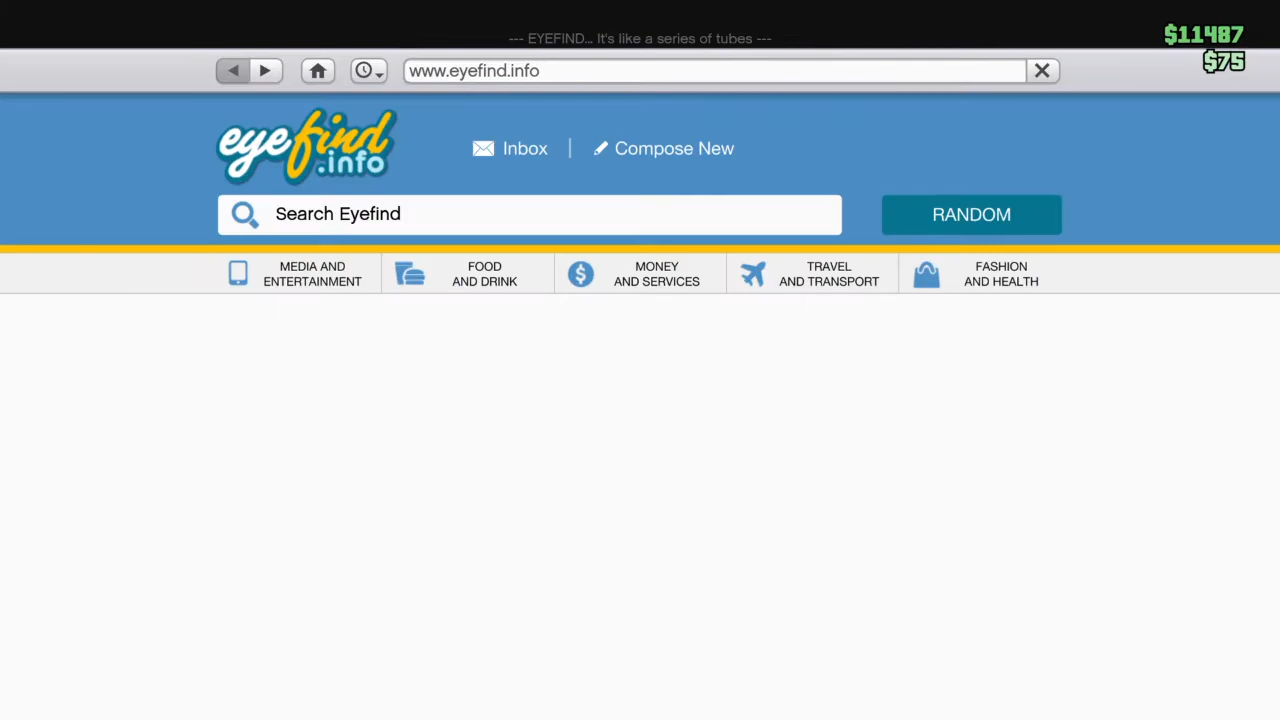 --- EYEFIND... It's like a series of tubes ---
$11487
$75
www.eyefind.info
eyefind
.info
Inbox
Compose New
Search Eyefind
RANDOM
MEDIA AND
ENTERTAINMENT
FOOD
AND DRINK
MONEY
AND SERVICES
TRAVEL
AND TRANSPORT
FASHION
AND HEALTH